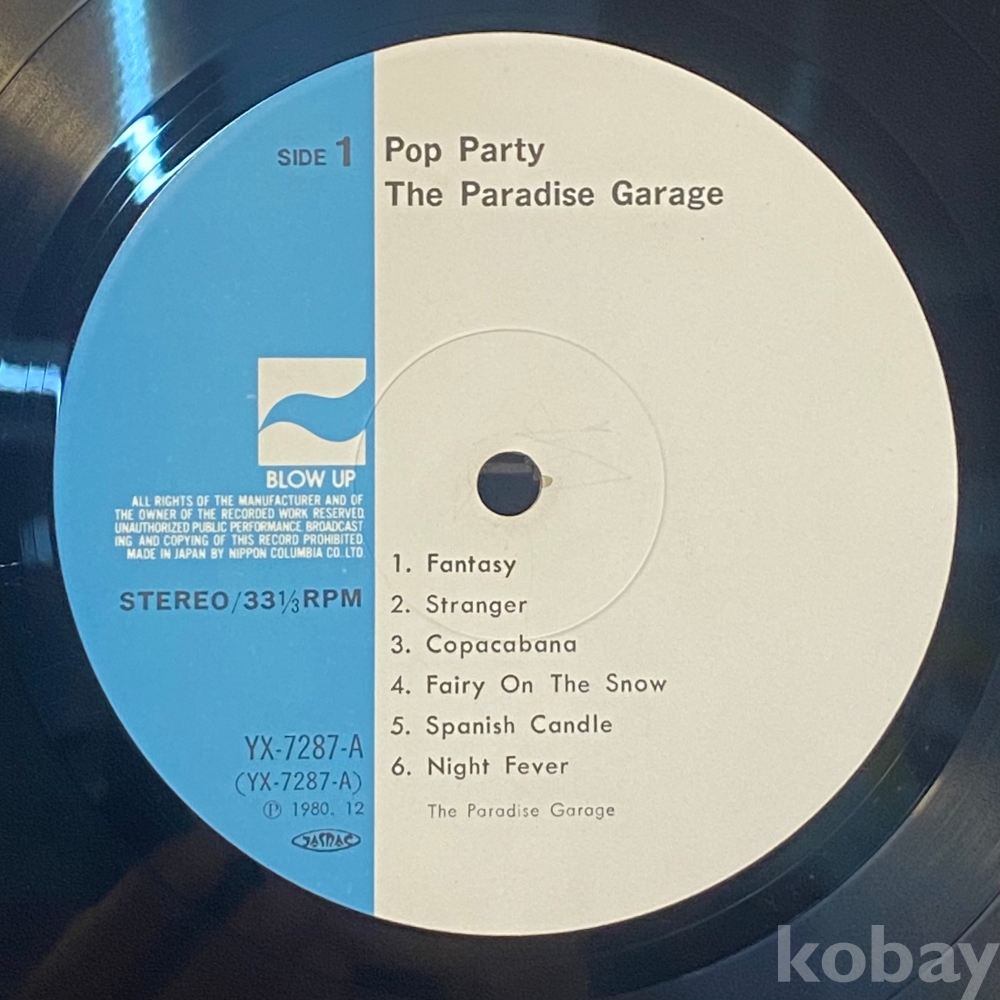 SIDE 1
Pop Party
The Paradise Garage
BLOW UP
ALL RIGHTS OF THE MANUFACTURER AND OF
THE OWNER OF THE RECORDED WORK RESERVED
UNAUTHORIZED PUBLIC PERFORMANCE BROADCAST
ING AND COPYING OF THIS RECORD PROHIBITED
MADE IN JAPAN BY NIPPON COLUMBIA CO. LTD
STEREO/33⅓RPM
1. Fantasy
2. Stranger
3. Copacabana
4. Fairy On The Snow
5. Spanish Candle
6. Night Fever
The Paradise Garage
YX-7287-A
(YX-7287-A)
Ⓟ 1980. 12
JASRAC
kobay